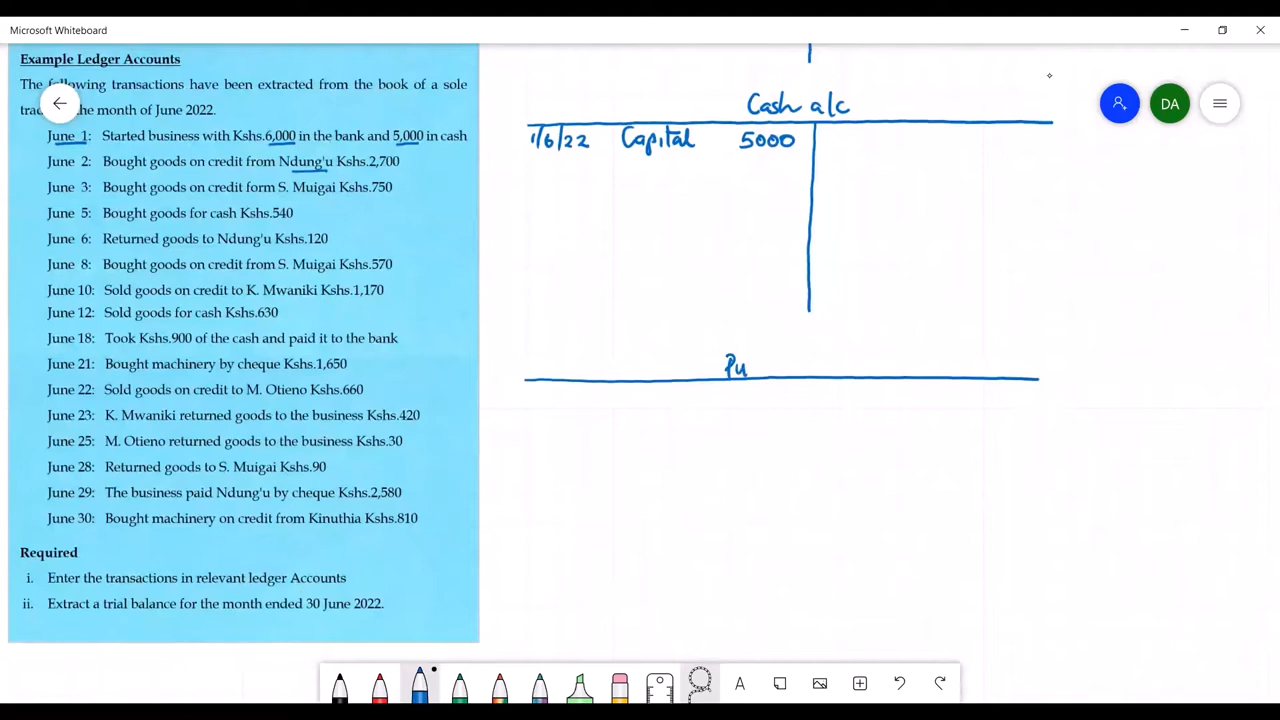 Microsoft Whiteboard
Example Ledger Accounts
The following transactions have been extracted from the book of a sole
trad the month of June 2022.
June 1: Started business with Kshs.6,000 in the bank and 5,000 in cash
June 2: Bought goods on credit from Ndung'u Kshs.2,700
June 3: Bought goods on credit form S. Muigai Kshs.750
June 5: Bought goods for cash Kshs.540
June 6: Returned goods to Ndung'u Kshs.120
June 8: Bought goods on credit from S. Muigai Kshs.570
June 10: Sold goods on credit to K. Mwaniki Kshs.1,170
June 12: Sold goods for cash Kshs.630
June 18: Took Kshs.900 of the cash and paid it to the bank
June 21: Bought machinery by cheque Kshs.1,650
June 22: Sold goods on credit to M. Otieno Kshs.660
June 23: K. Mwaniki returned goods to the business Kshs.420
June 25: M. Otieno returned goods to the business Kshs.30
June 28: Returned goods to S. Muigai Kshs.90
June 29: The business paid Ndung'u by cheque Kshs.2,580
June 30: Bought machinery on credit from Kinuthia Kshs.810
Required
i. Enter the transactions in relevant ledger Accounts
ii. Extract a trial balance for the month ended 30 June 2022.
Cash a/c
1/6/22 Capital 5000
Pu
DA
A